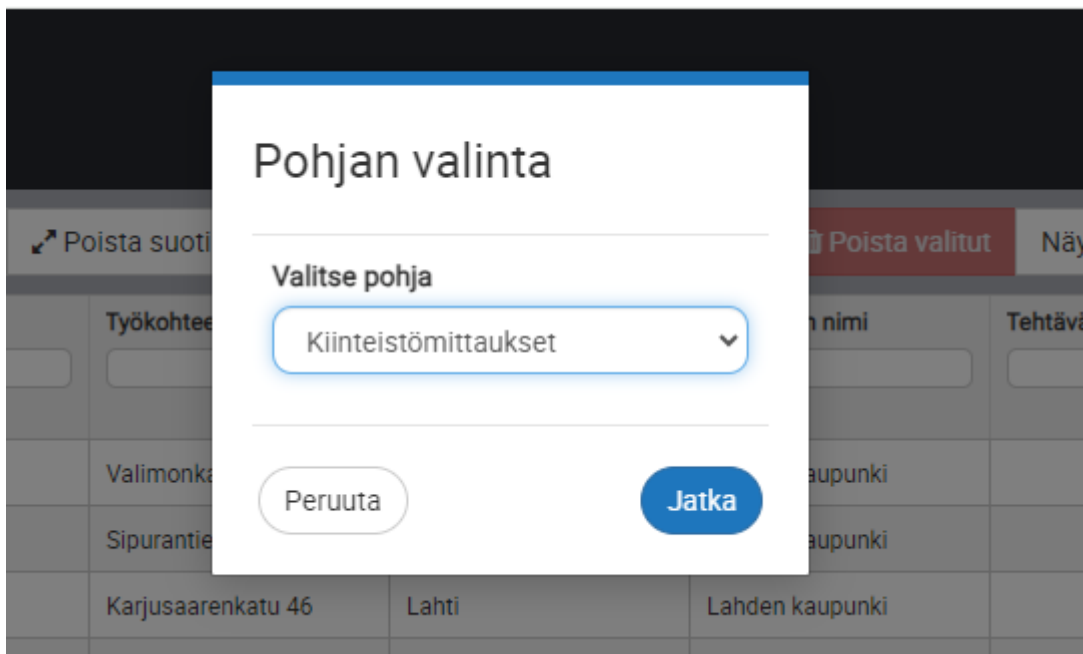 Pohjan valinta
Poista suoti
Poista valitut
Näy
Valitse pohja
Työkohtee
n nimi
Tehtävä
Kiinteistömittaukset
Valimonka
aupunki
Peruuta
Jatka
Sipurantie
aupunki
Karjusaarenkatu 46
Lahti
Lahden kaupunki